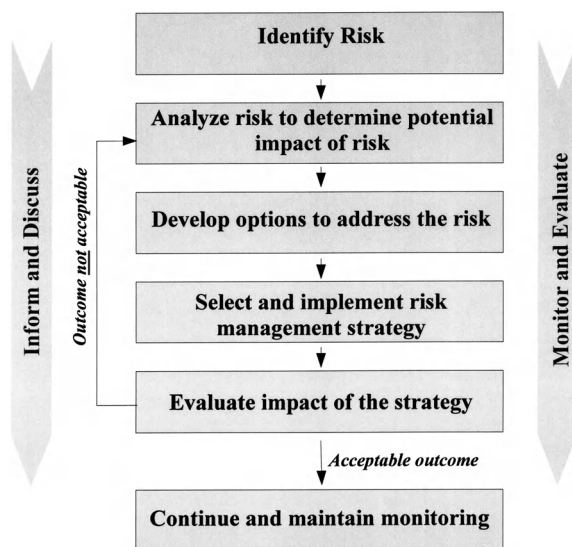 Identify Risk
Analyze risk to determine potential
impact of risk
Develop options to address the risk
Select and implement risk
management strategy
Evaluate impact of the strategy
Acceptable outcome
Continue and maintain monitoring
Outcome not acceptable
Inform and Discuss
Monitor and Evaluate